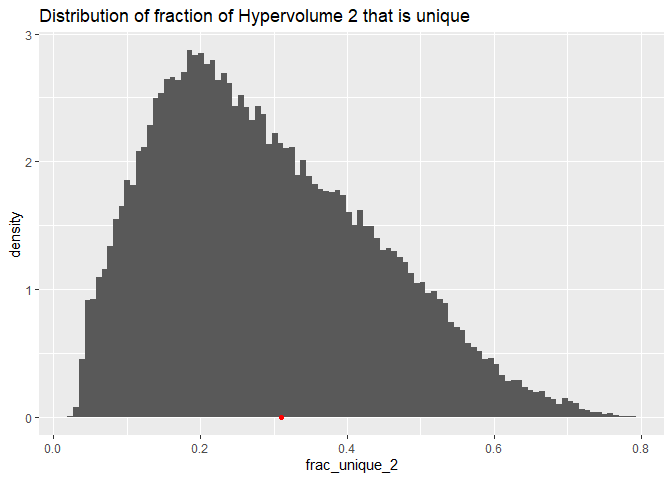 Distribution of fraction of Hypervolume 2 that is unique
3
2
1
0
density
0.0 0.2 0.4 0.6 0.8
frac_unique_2